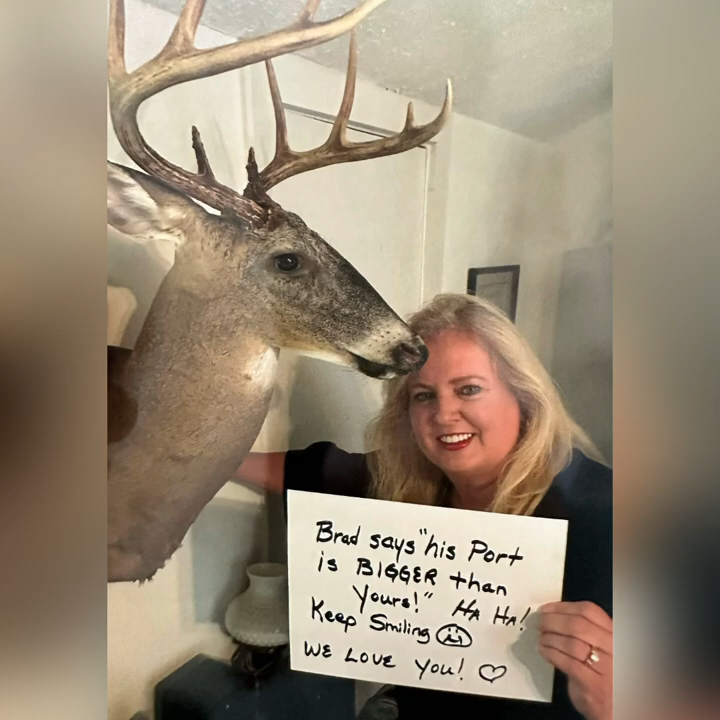 Brad says "his Port
is BIGGER than
Yours!" HA HA!
Keep Smiling
WE LOVE YOU!